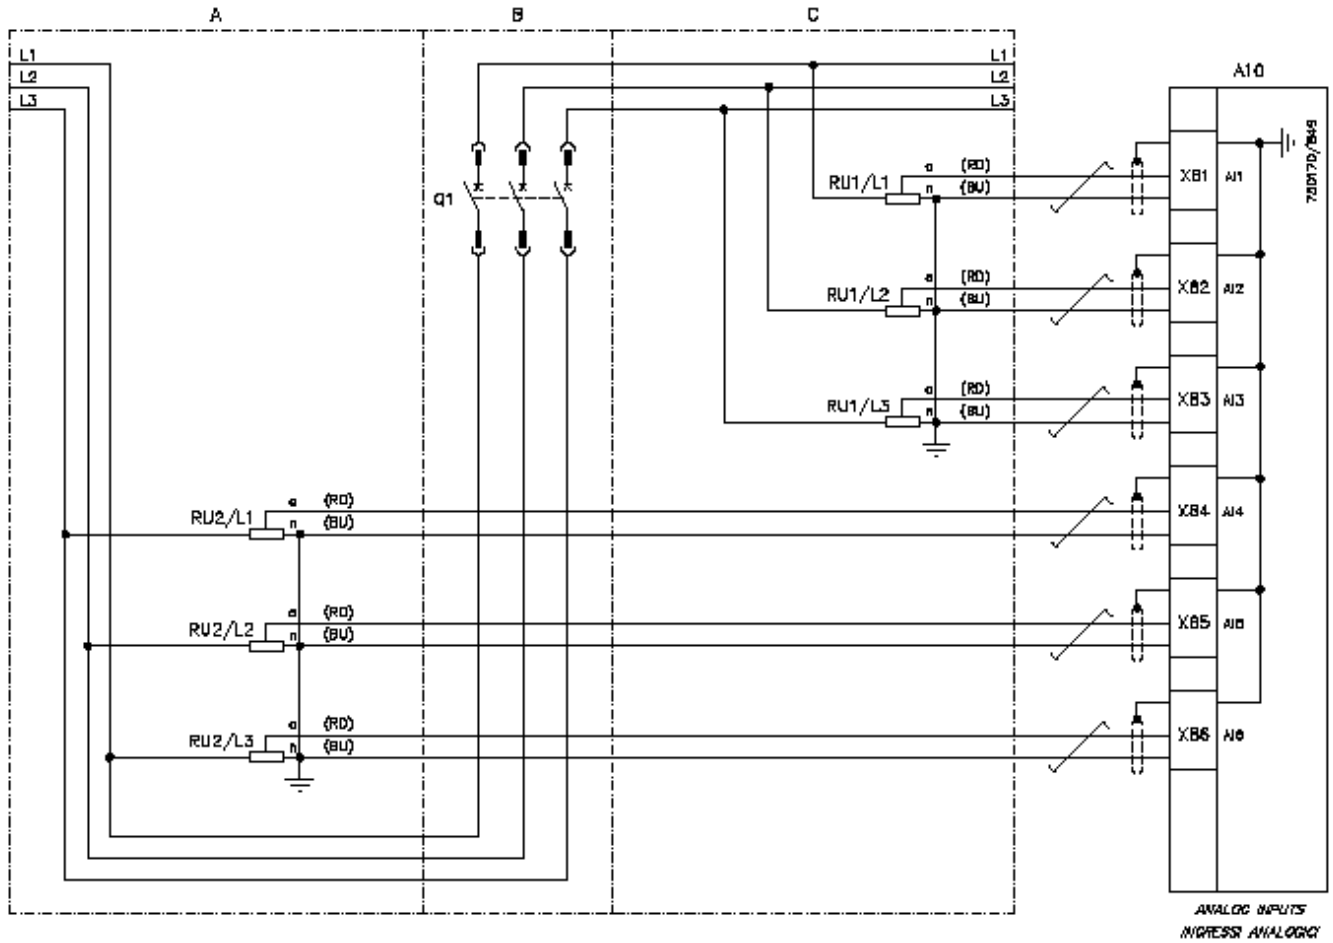 A B C
L1
L2
L3
L1
L2
L3
A10
Q1
RU1/L1 a (RD)
n (BU)
XB1 AI1
RU1/L2 a (RD)
n (BU)
XB2 AI2
RU1/L3 a (RD)
n (BU)
XB3 AI3
RU2/L1 a (RD)
n (BU)
XB4 AI4
RU2/L2 a (RD)
n (BU)
XB5 AI5
RU2/L3 a (RD)
n (BU)
XB6 AI6
ANALOG INPUTS
INGRESSI ANALOGICI